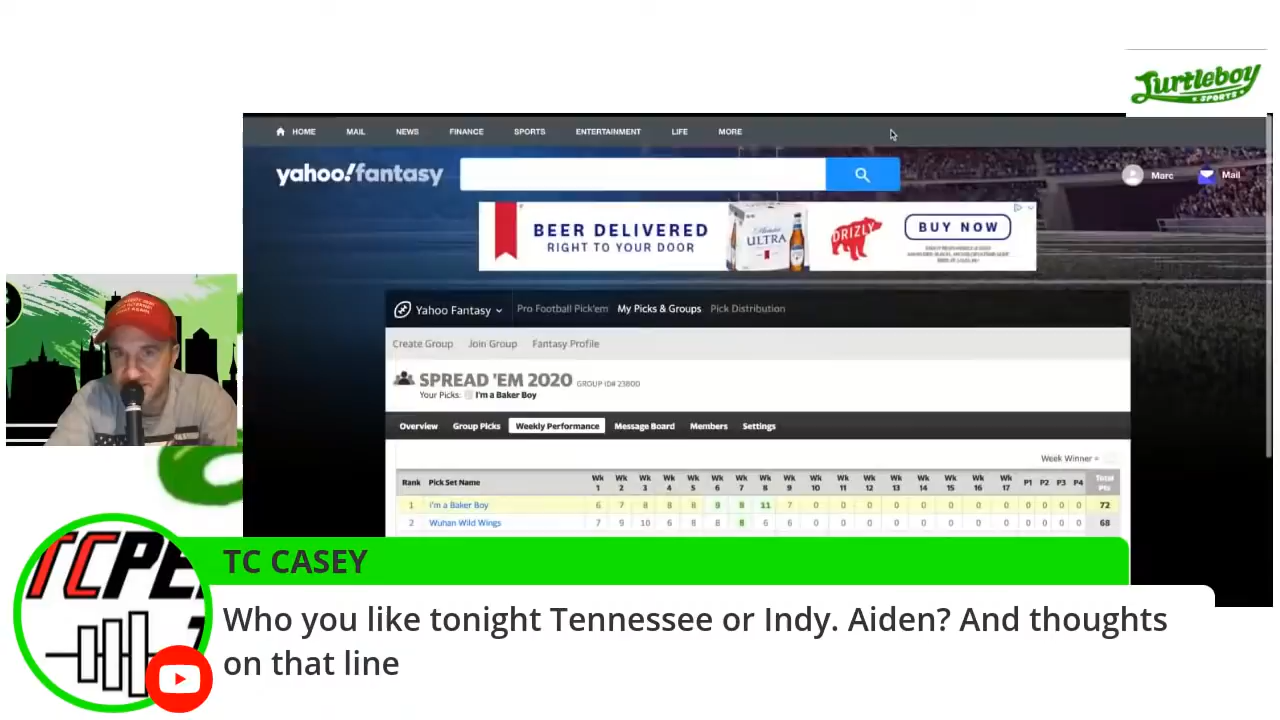 Turtleboy
SPORTS
HOME MAIL NEWS FINANCE SPORTS ENTERTAINMENT LIFE MORE
yahoo!fantasy
Marc Mail
BEER DELIVERED
RIGHT TO YOUR DOOR
ULTRA
DRIZLY
BUY NOW
Yahoo Fantasy Pro Football Pick'em My Picks & Groups Pick Distribution
Create Group Join Group Fantasy Profile
SPREAD 'EM 2020 GROUP ID# 23800
Your Picks: I'm a Baker Boy
Overview Group Picks Weekly Performance Message Board Members Settings
Week Winner =
Rank Pick Set Name Wk 1 Wk 2 Wk 3 Wk 4 Wk 5 Wk 6 Wk 7 Wk 8 Wk 9 Wk 10 Wk 11 Wk 12 Wk 13 Wk 14 Wk 15 Wk 16 Wk 17 P1 P2 P3 P4 Total Pts
1 I'm a Baker Boy 6 7 8 8 8 9 8 11 7 0 0 0 0 0 0 0 0 0 0 0 0 72
2 Wuhan Wild Wings 7 9 10 6 8 8 8 6 6 0 0 0 0 0 0 0 0 0 0 0 0 68
TCPE
TC CASEY
Who you like tonight Tennessee or Indy. Aiden? And thoughts
on that line